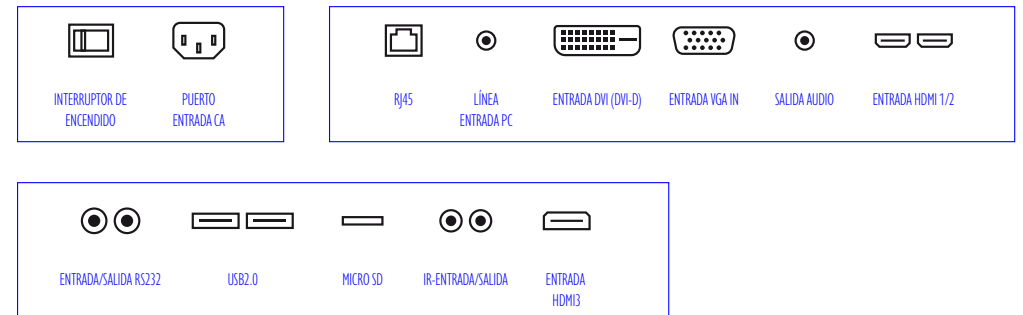 INTERRUPTOR DE
ENCENDIDO
PUERTO
ENTRADA CA
RJ45
LÍNEA
ENTRADA PC
ENTRADA DVI (DVI-D)
ENTRADA VGA IN
SALIDA AUDIO
ENTRADA HDMI 1/2
ENTRADA/SALIDA RS232
USB2.0
MICRO SD
IR-ENTRADA/SALIDA
ENTRADA
HDMI3